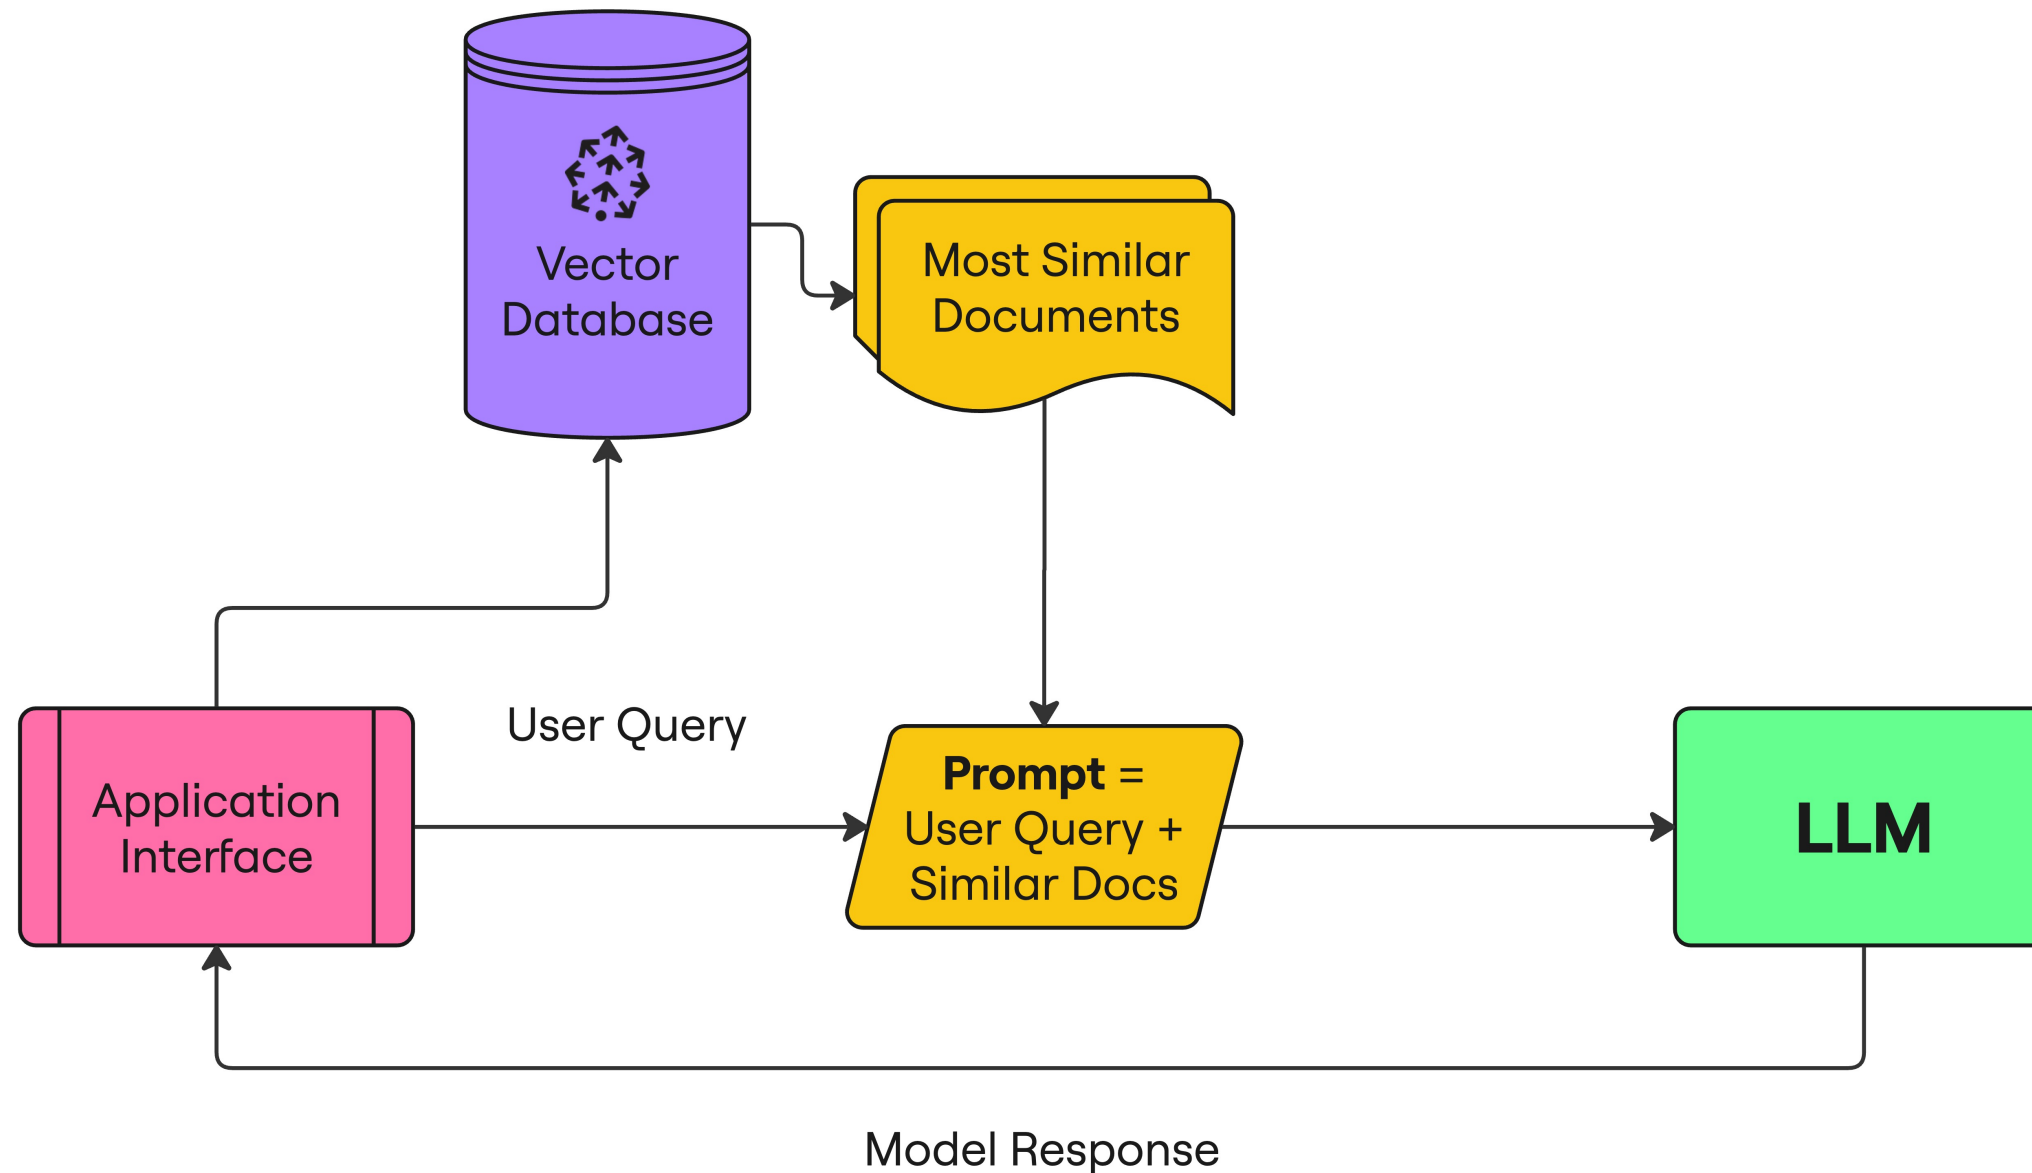 Vector
Database
Most Similar
Documents
User Query
Application
Interface
Prompt =
User Query +
Similar Docs
LLM
Model Response